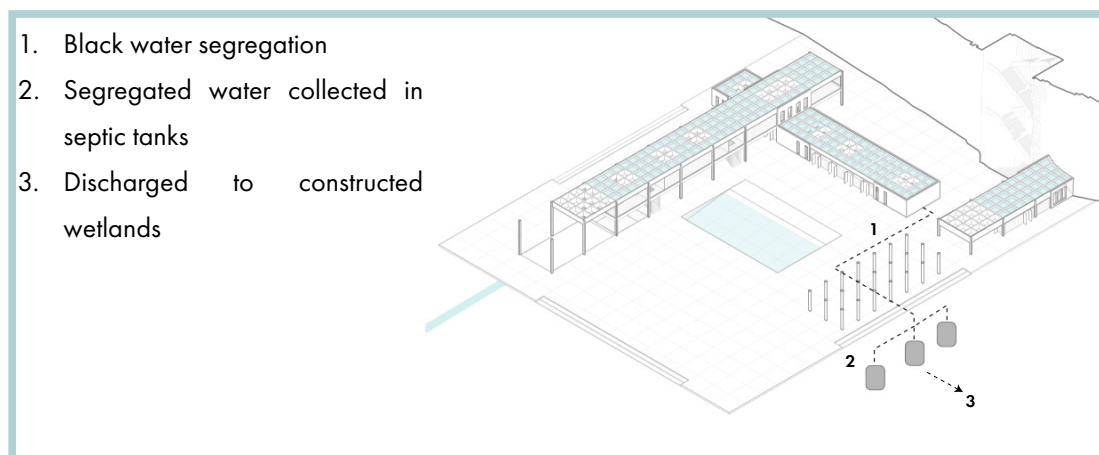 1. Black water segregation
2. Segregated water collected in
septic tanks
3. Discharged to constructed
wetlands
1
2
3